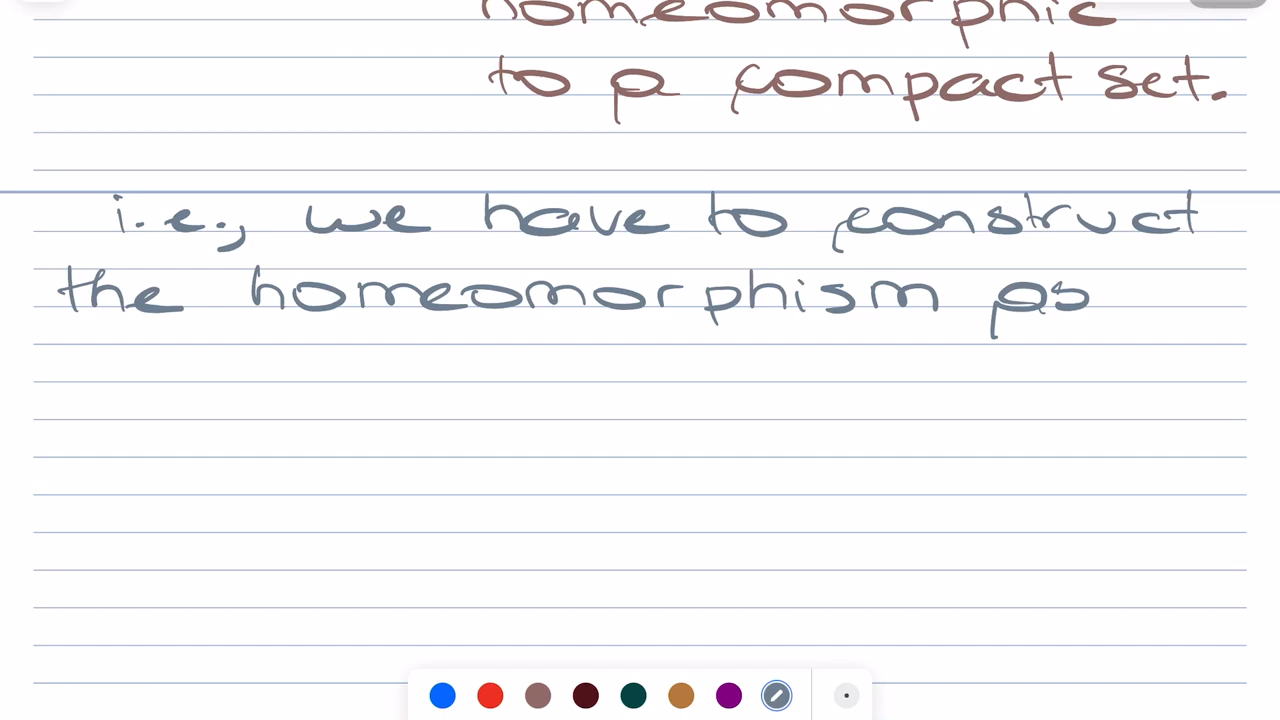 homeomorphic
to a compact set.
i.e., we have to construct
the homeomorphism as